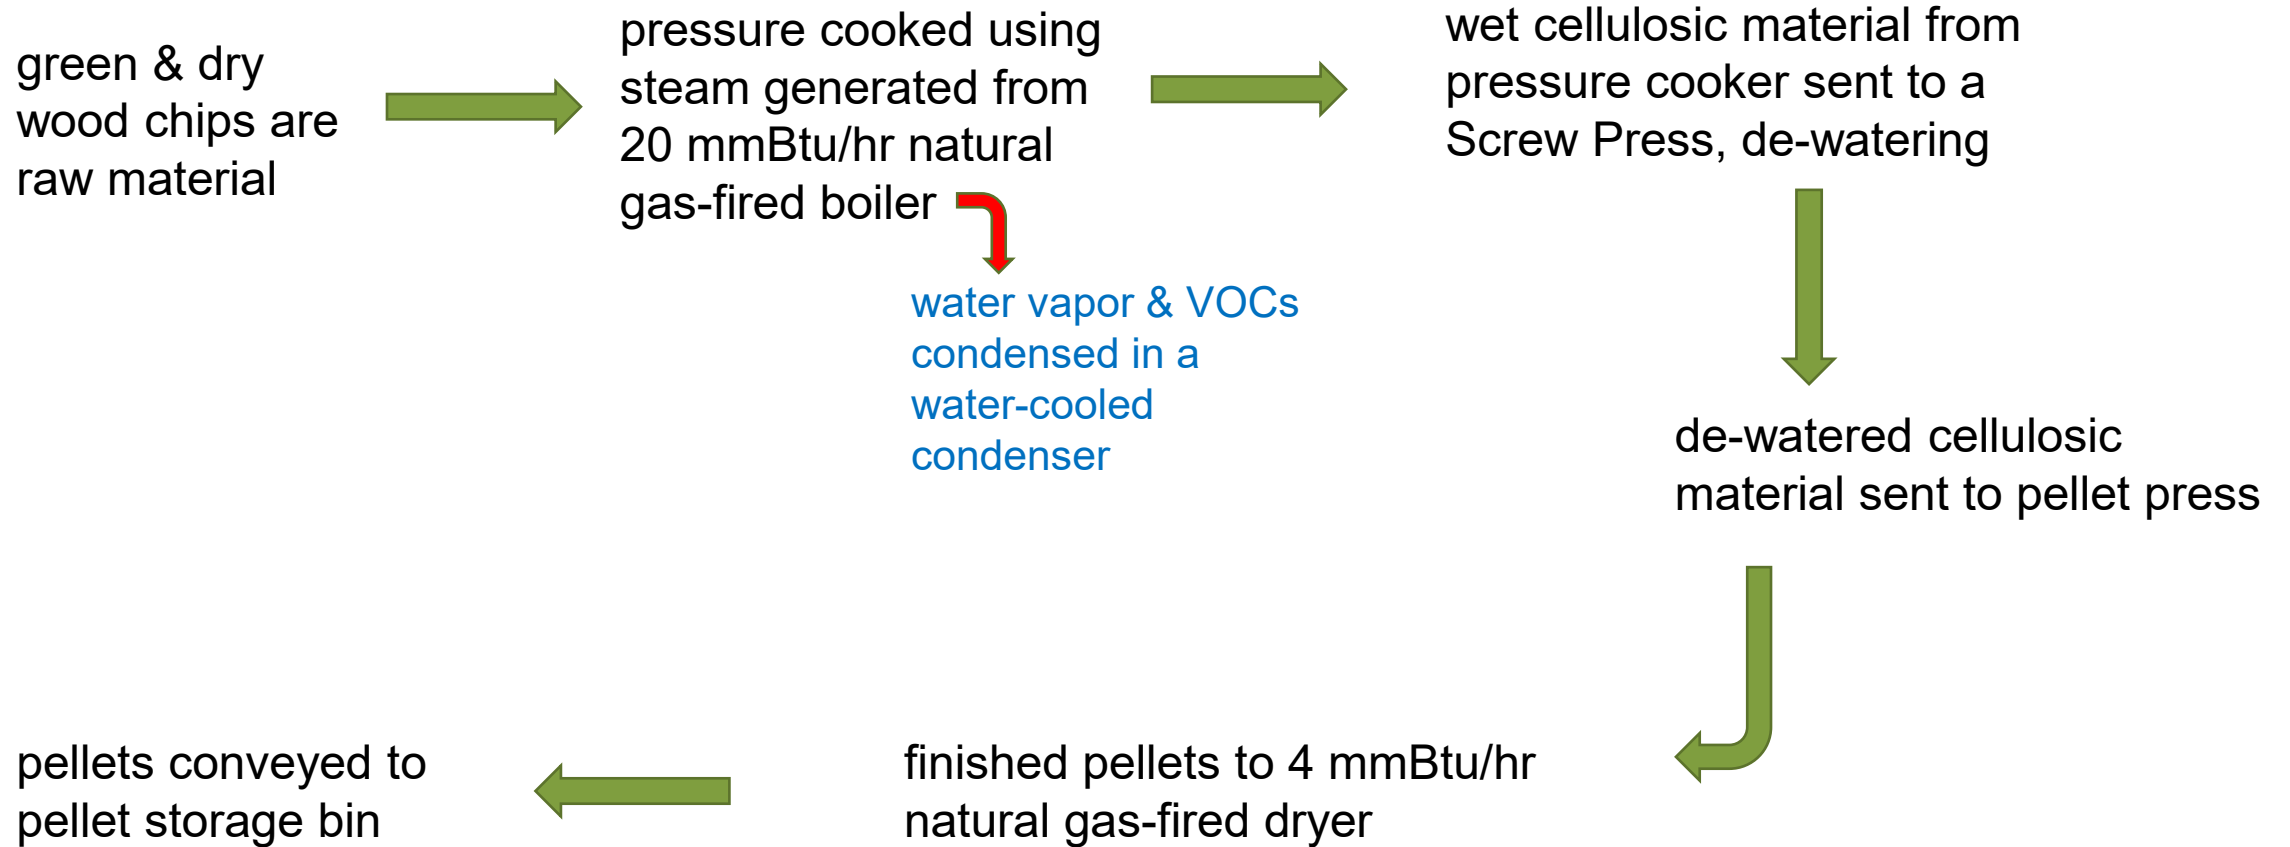 green & dry
wood chips are
raw material
pressure cooked using
steam generated from
20 mmBtu/hr natural
gas-fired boiler
water vapor & VOCs
condensed in a
water-cooled
condenser
wet cellulosic material from
pressure cooker sent to a
Screw Press, de-watering
de-watered cellulosic
material sent to pellet press
finished pellets to 4 mmBtu/hr
natural gas-fired dryer
pellets conveyed to
pellet storage bin